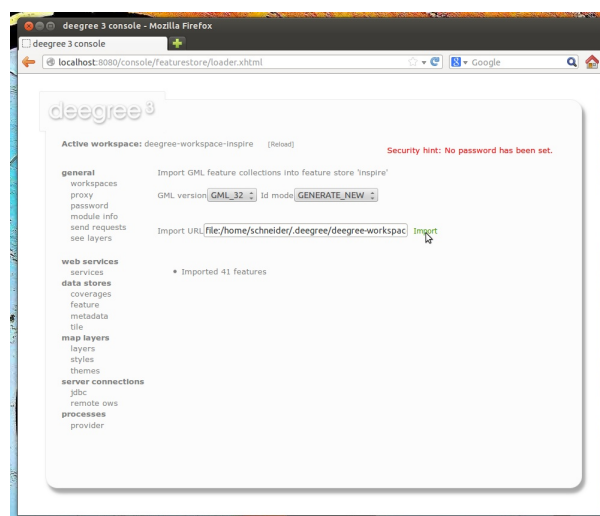 deegree 3 console - Mozilla Firefox
deegree 3 console
localhost:8080/console/featurestore/loader.xhtml
Google
deegree 3
Active workspace: deegree-workspace-inspire [Reload]
Security hint: No password has been set.
general
workspaces
proxy
password
module info
send requests
see layers
web services
services
data stores
coverages
feature
metadata
tile
map layers
layers
styles
themes
server connections
jdbc
remote ows
processes
provider
Import GML feature collections into feature store 'inspire'
GML version GML_32 Id mode GENERATE_NEW
Import URL file:/home/schneider/.deegree/deegree-workspac Import
Imported 41 features